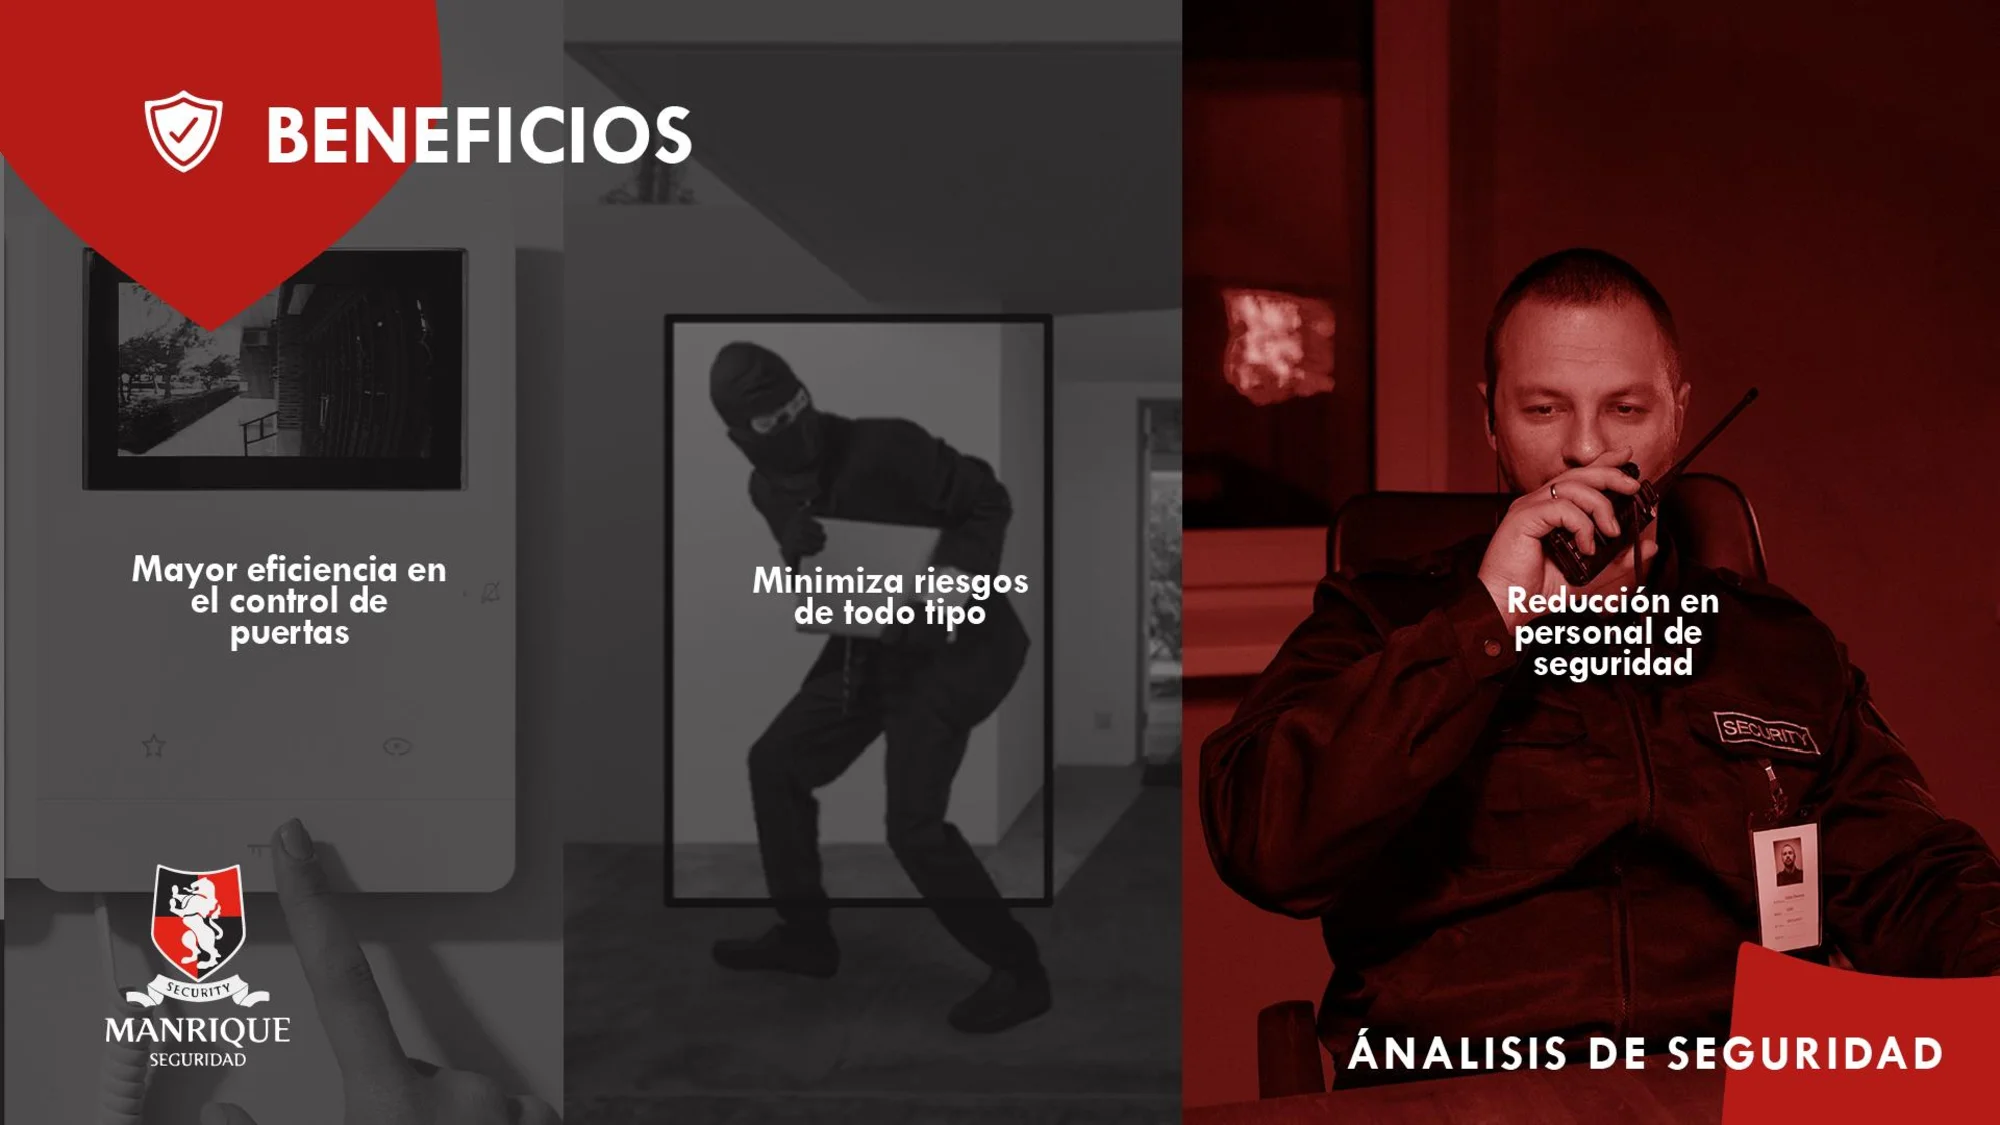 BENEFICIOS
Mayor eficiencia en
el control de
puertas
Minimiza riesgos
de todo tipo
Reducción en
personal de
seguridad
SECURITY
SECURITY
MANRIQUE
SEGURIDAD
ÁNALISIS DE SEGURIDAD